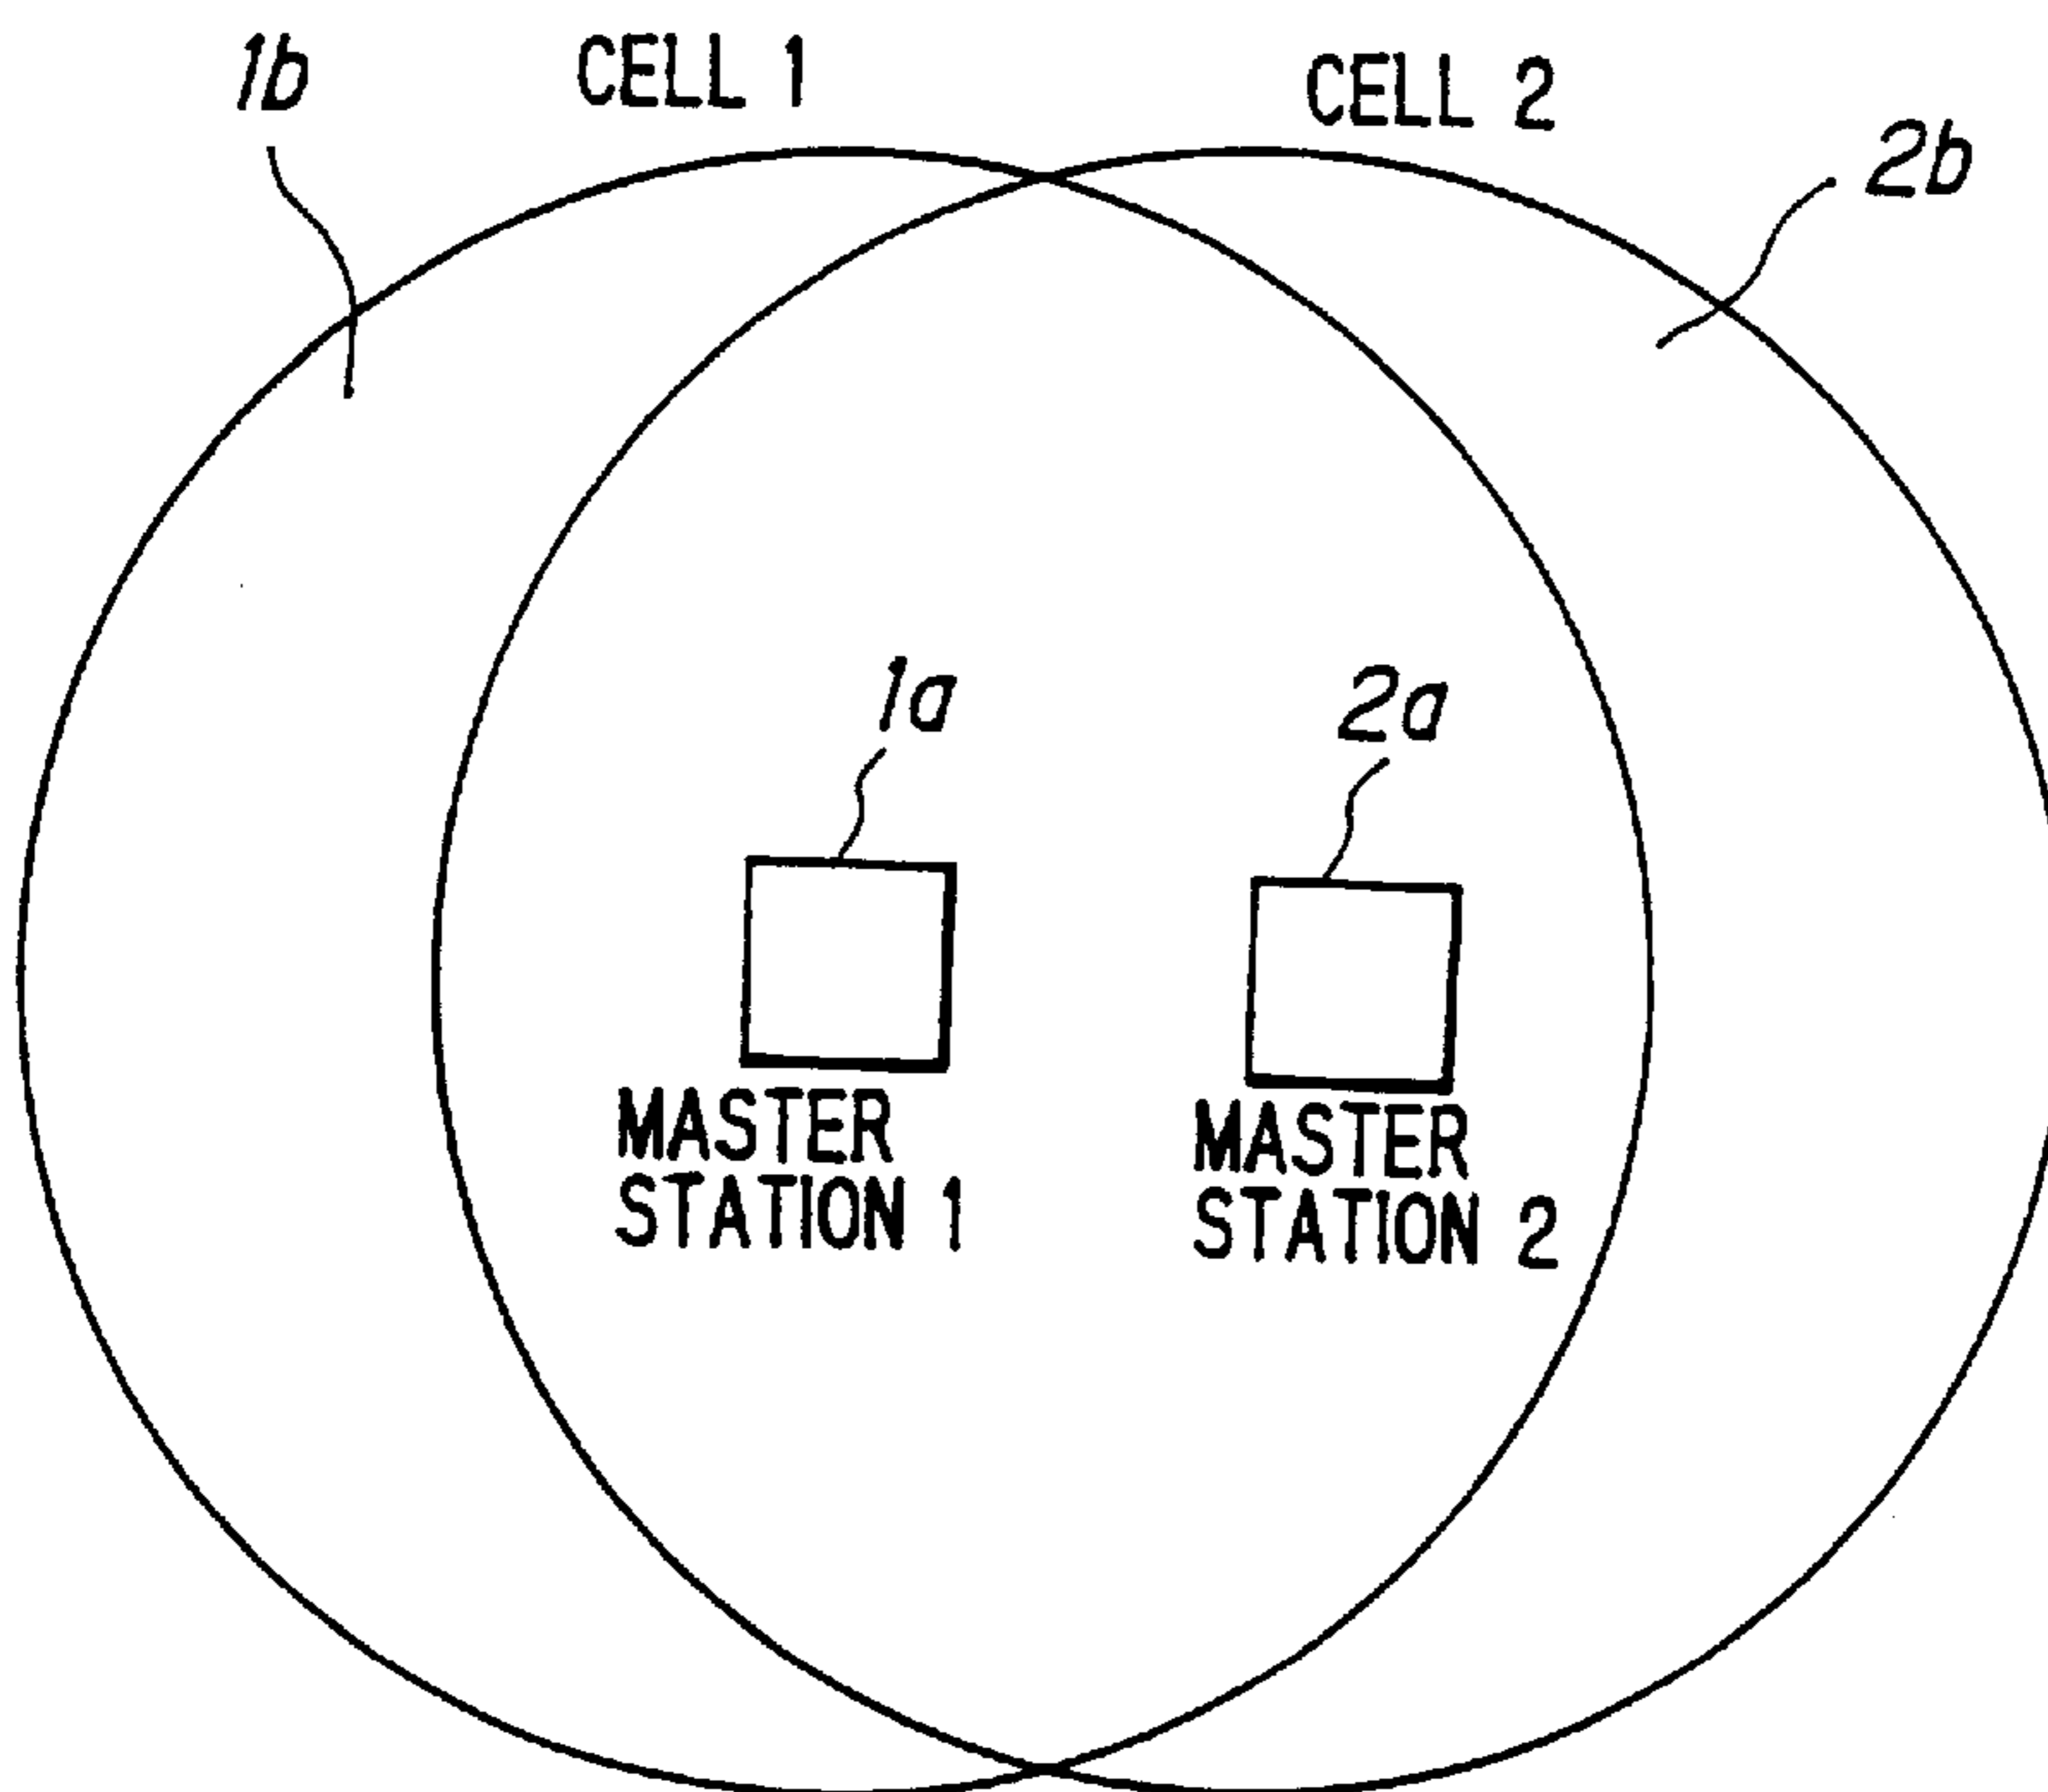 1b
CELL 1
CELL 2
2b
1a
2a
MASTER
STATION 1
MASTER
STATION 2